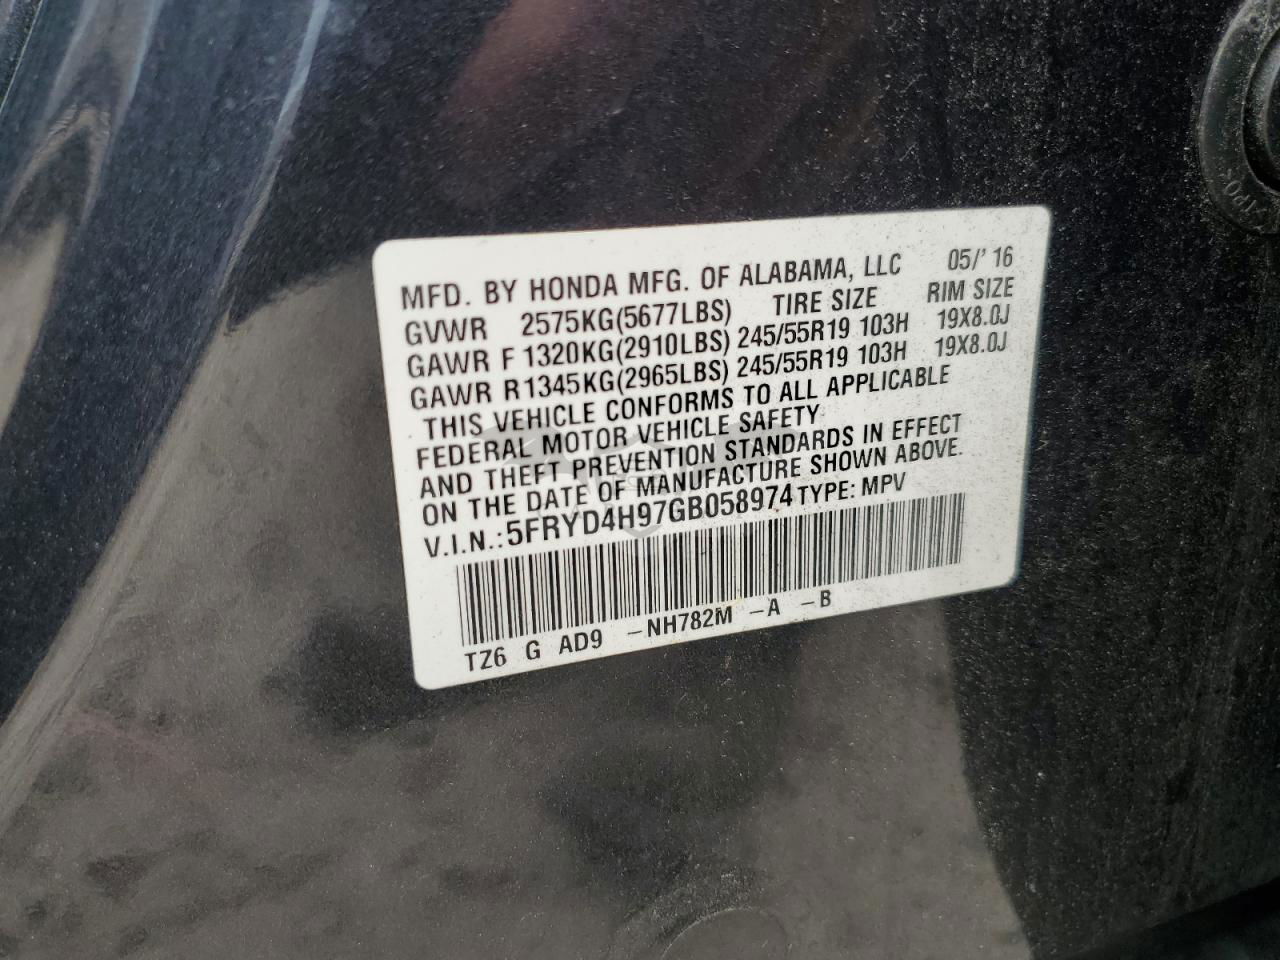 MFD. BY HONDA MFG. OF ALABAMA, LLC 05/'16
GVWR 2575KG(5677LBS) TIRE SIZE RIM SIZE
GAWR F 1320KG(2910LBS) 245/55R19 103H 19X8.0J
GAWR R1345KG(2965LBS) 245/55R19 103H 19X8.0J
THIS VEHICLE CONFORMS TO ALL APPLICABLE
FEDERAL MOTOR VEHICLE SAFETY
AND THEFT PREVENTION STANDARDS IN EFFECT
ON THE DATE OF MANUFACTURE SHOWN ABOVE.
V.I.N.:5FRYD4H97GB058974 TYPE: MPV
TZ6 G AD9 -NH782M -A -B